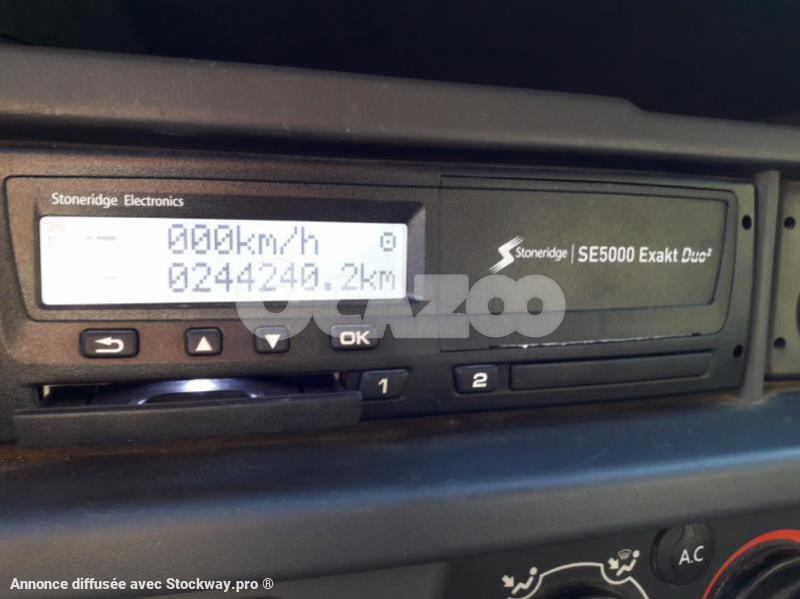 Stoneridge Electronics
000km/h
0244240.2km
Stoneridge | SE5000 Exakt Duo²
OCAZOO
OK
1
2
A.C
Annonce diffusée avec Stockway.pro ®